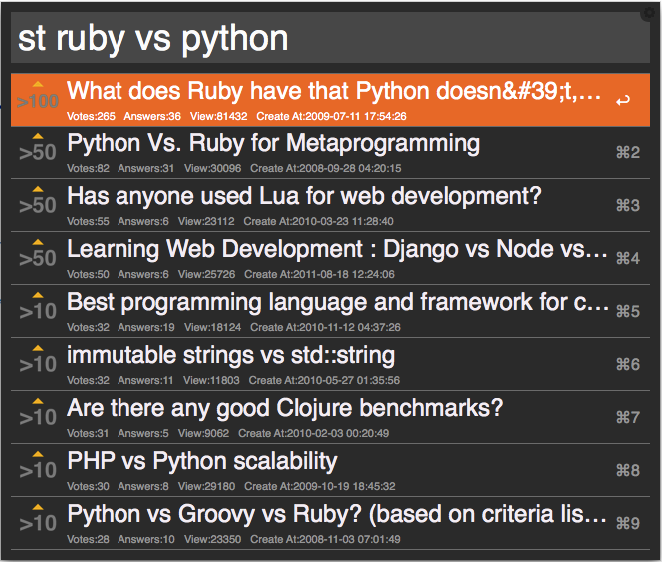 st ruby vs python
>100 What does Ruby have that Python doesn&#39;t,... ↩
Votes:265 Answers:36 View:81432 Create At:2009-07-11 17:54:26
>50 Python Vs. Ruby for Metaprogramming ⌘2
Votes:82 Answers:31 View:30096 Create At:2008-09-28 04:20:15
>50 Has anyone used Lua for web development? ⌘3
Votes:55 Answers:6 View:23112 Create At:2010-03-23 11:28:40
>50 Learning Web Development : Django vs Node vs... ⌘4
Votes:50 Answers:6 View:25726 Create At:2011-08-18 12:24:06
>10 Best programming language and framework for c... ⌘5
Votes:32 Answers:19 View:18124 Create At:2010-11-12 04:37:26
>10 immutable strings vs std::string ⌘6
Votes:32 Answers:11 View:11803 Create At:2010-05-27 01:35:56
>10 Are there any good Clojure benchmarks? ⌘7
Votes:31 Answers:5 View:9062 Create At:2010-02-03 00:20:49
>10 PHP vs Python scalability ⌘8
Votes:30 Answers:8 View:29180 Create At:2009-10-19 18:45:32
>10 Python vs Groovy vs Ruby? (based on criteria lis... ⌘9
Votes:28 Answers:10 View:23350 Create At:2008-11-03 07:01:49